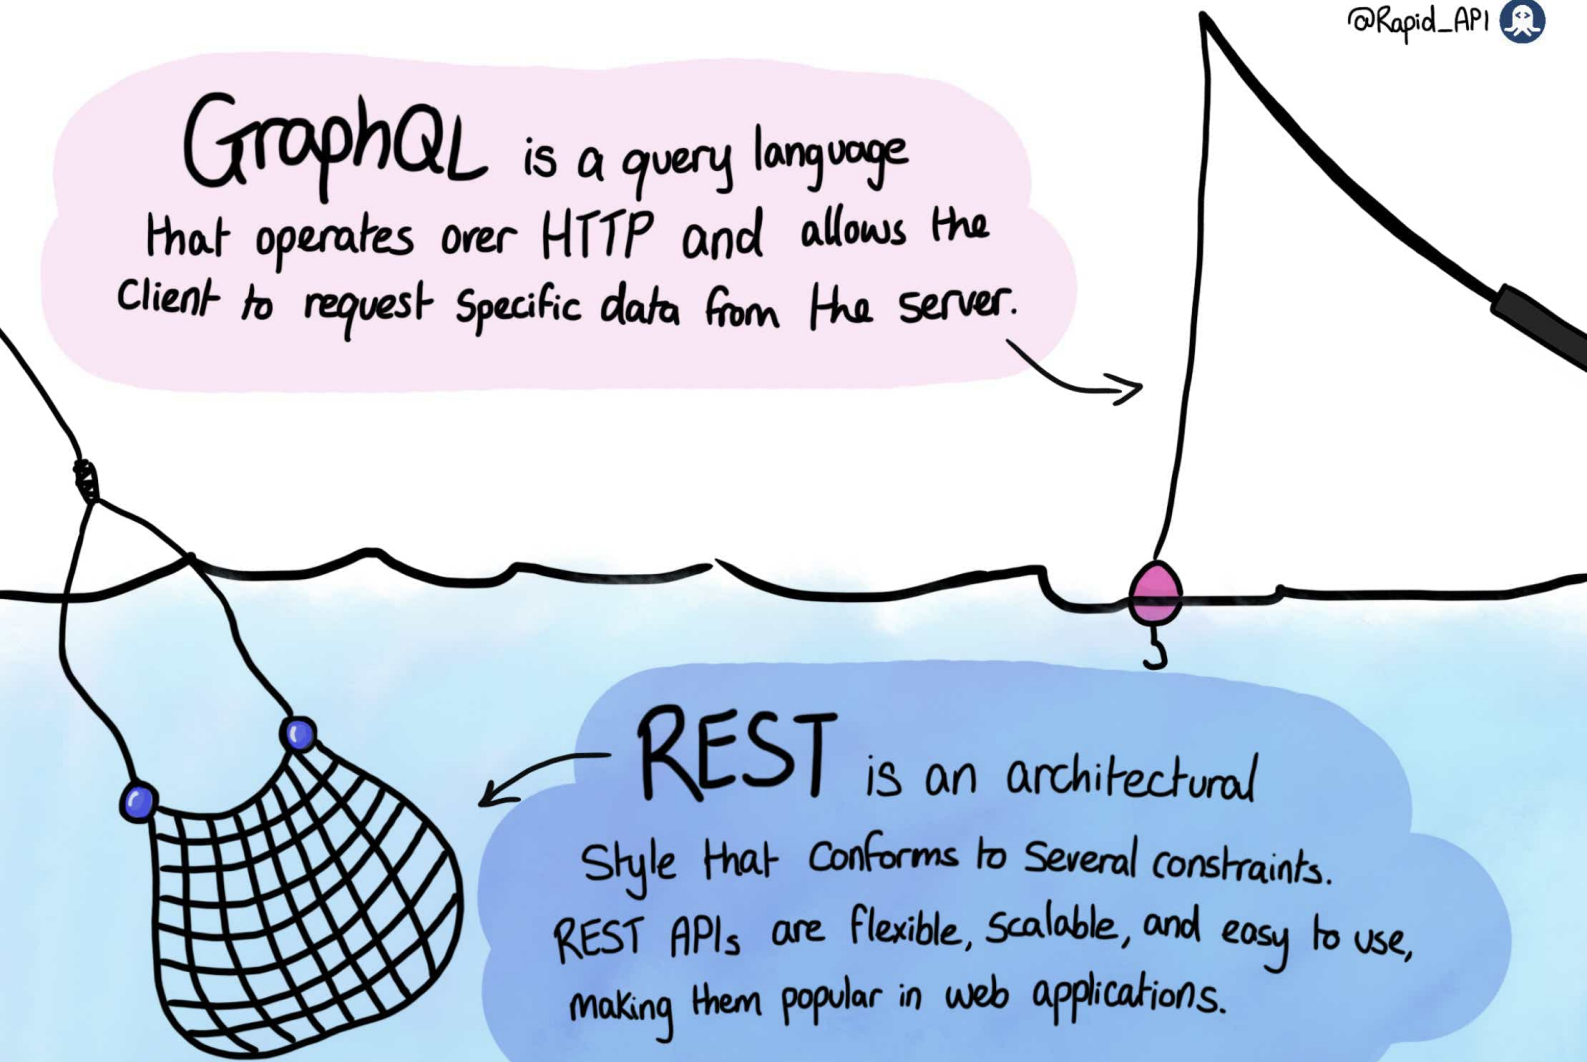 @Rapid_API
GraphQL is a query language
that operates over HTTP and allows the
Client to request specific data from the server.
REST is an architectural
Style that conforms to several constraints.
REST APIs are flexible, scalable, and easy to use,
making them popular in web applications.